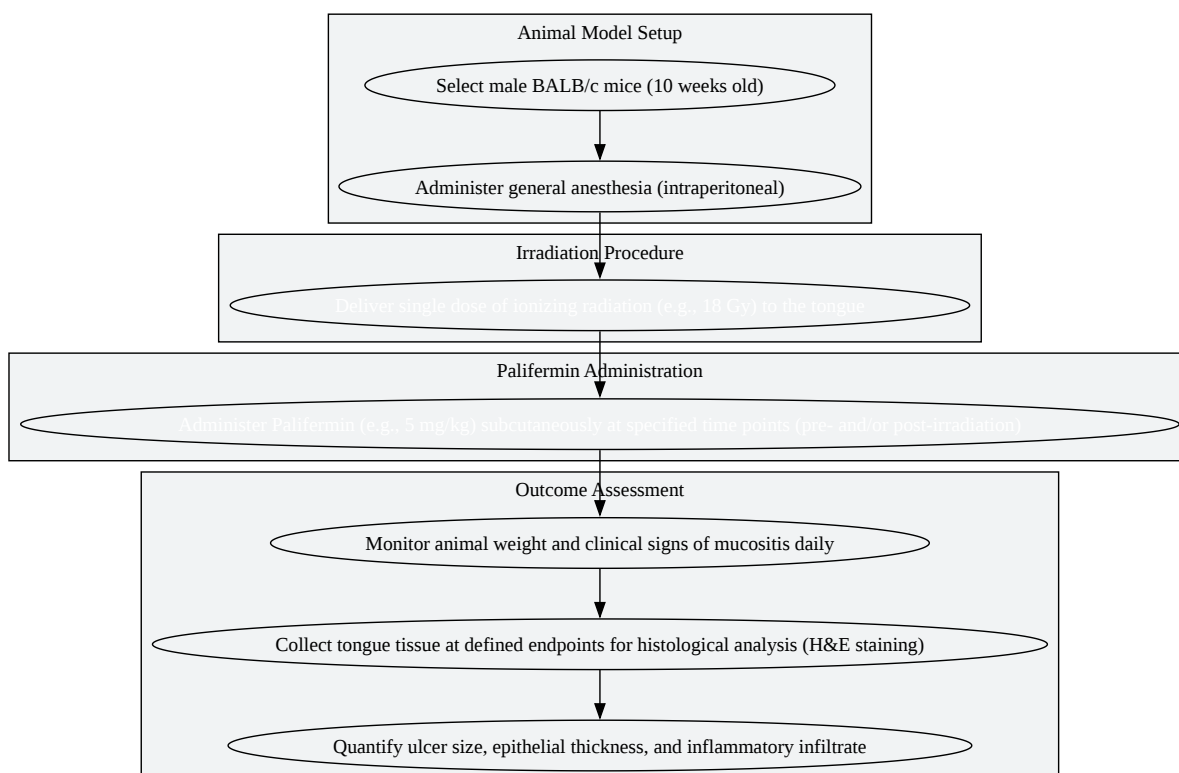 Animal Model Setup
Select male BALB/c mice (10 weeks old)
Administer general anesthesia (intraperitoneal)
Irradiation Procedure
Deliver single dose of ionizing radiation (e.g., 18 Gy) to the tongue
Palifermin Administration
Administer Palifermin (e.g., 5 mg/kg) subcutaneously at specified time points (pre- and/or post-irradiation)
Outcome Assessment
Monitor animal weight and clinical signs of mucositis daily
Collect tongue tissue at defined endpoints for histological analysis (H&E staining)
Quantify ulcer size, epithelial thickness, and inflammatory infiltrate